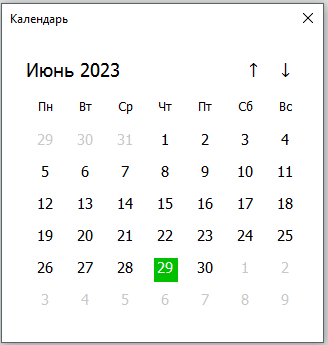 Календарь
Июнь 2023 ↑ ↓
Пн Вт Ср Чт Пт Сб Вс
29 30 31 1 2 3 4
5 6 7 8 9 10 11
12 13 14 15 16 17 18
19 20 21 22 23 24 25
26 27 28 29 30 1 2
3 4 5 6 7 8 9